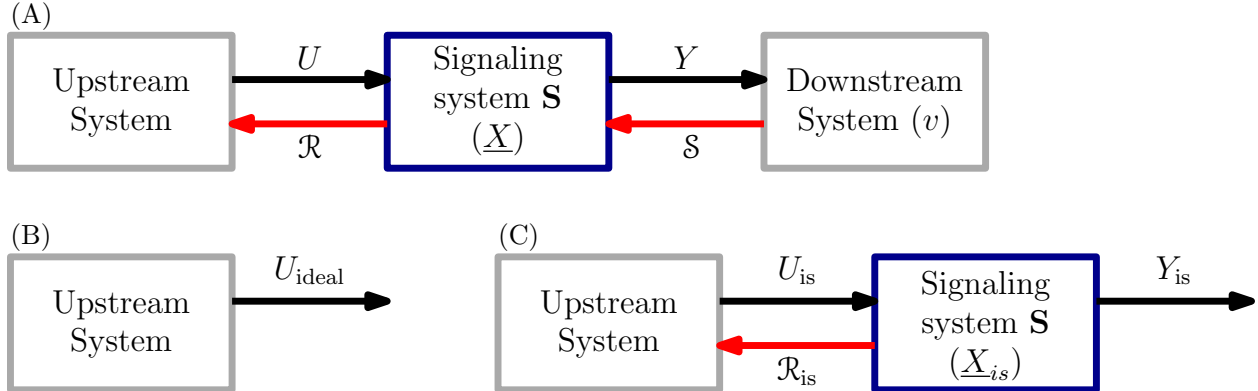 (A)
Upstream
System
U
ℛ
Signaling
system S
(X)
Y
𝒮
Downstream
System (v)
(B)
Upstream
System
U_ideal
(C)
Upstream
System
U_is
ℛ_is
Signaling
system S
(X_is)
Y_is